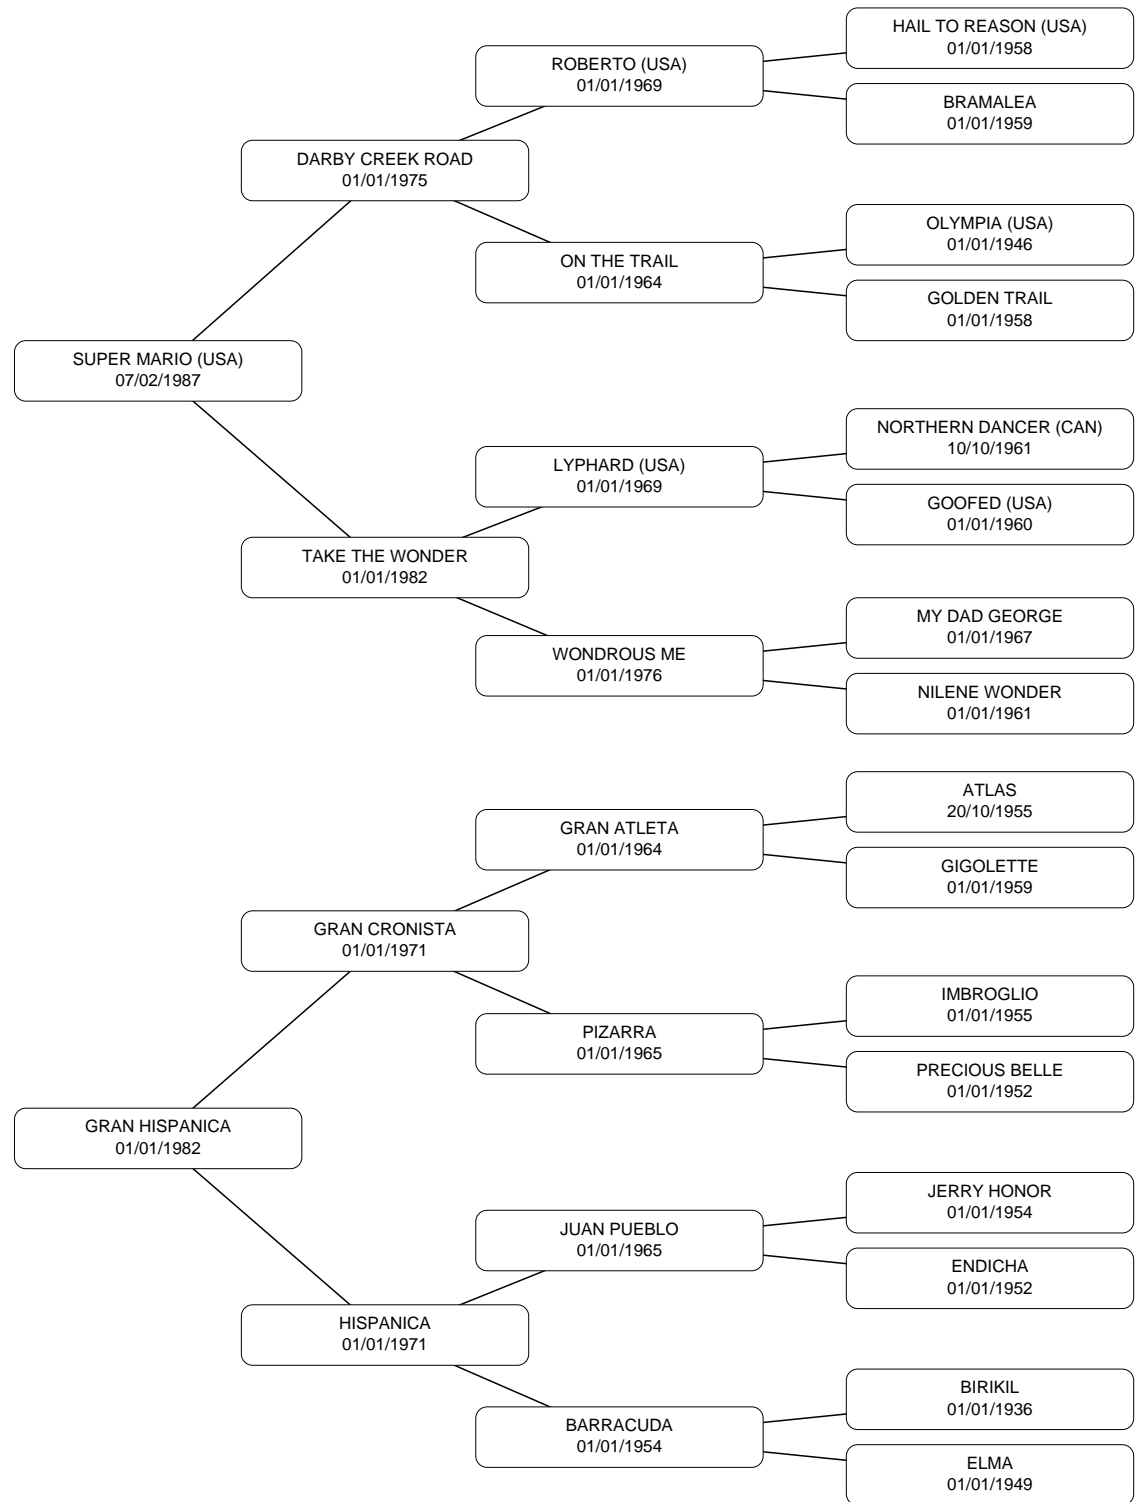 HAIL TO REASON (USA)
01/01/1958
ROBERTO (USA)
01/01/1969
BRAMALEA
01/01/1959
DARBY CREEK ROAD
01/01/1975
OLYMPIA (USA)
01/01/1946
ON THE TRAIL
01/01/1964
GOLDEN TRAIL
01/01/1958
SUPER MARIO (USA)
07/02/1987
NORTHERN DANCER (CAN)
10/10/1961
LYPHARD (USA)
01/01/1969
GOOFED (USA)
01/01/1960
TAKE THE WONDER
01/01/1982
MY DAD GEORGE
01/01/1967
WONDROUS ME
01/01/1976
NILENE WONDER
01/01/1961
ATLAS
20/10/1955
GRAN ATLETA
01/01/1964
GIGOLETTE
01/01/1959
GRAN CRONISTA
01/01/1971
IMBROGLIO
01/01/1955
PIZARRA
01/01/1965
PRECIOUS BELLE
01/01/1952
GRAN HISPANICA
01/01/1982
JERRY HONOR
01/01/1954
JUAN PUEBLO
01/01/1965
ENDICHA
01/01/1952
HISPANICA
01/01/1971
BIRIKIL
01/01/1936
BARRACUDA
01/01/1954
ELMA
01/01/1949